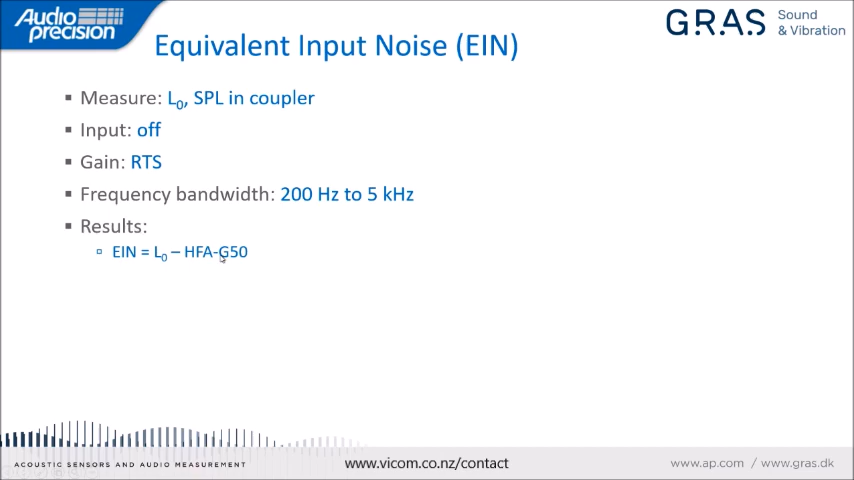 Audio
precision
GRAS Sound
& Vibration
Equivalent Input Noise (EIN)
▪ Measure: L₀, SPL in coupler
▪ Input: off
▪ Gain: RTS
▪ Frequency bandwidth: 200 Hz to 5 kHz
▪ Results:
▫ EIN = L₀ – HFA-G50
ACOUSTIC SENSORS AND AUDIO MEASUREMENT
www.vicom.co.nz/contact
www.ap.com / www.gras.dk